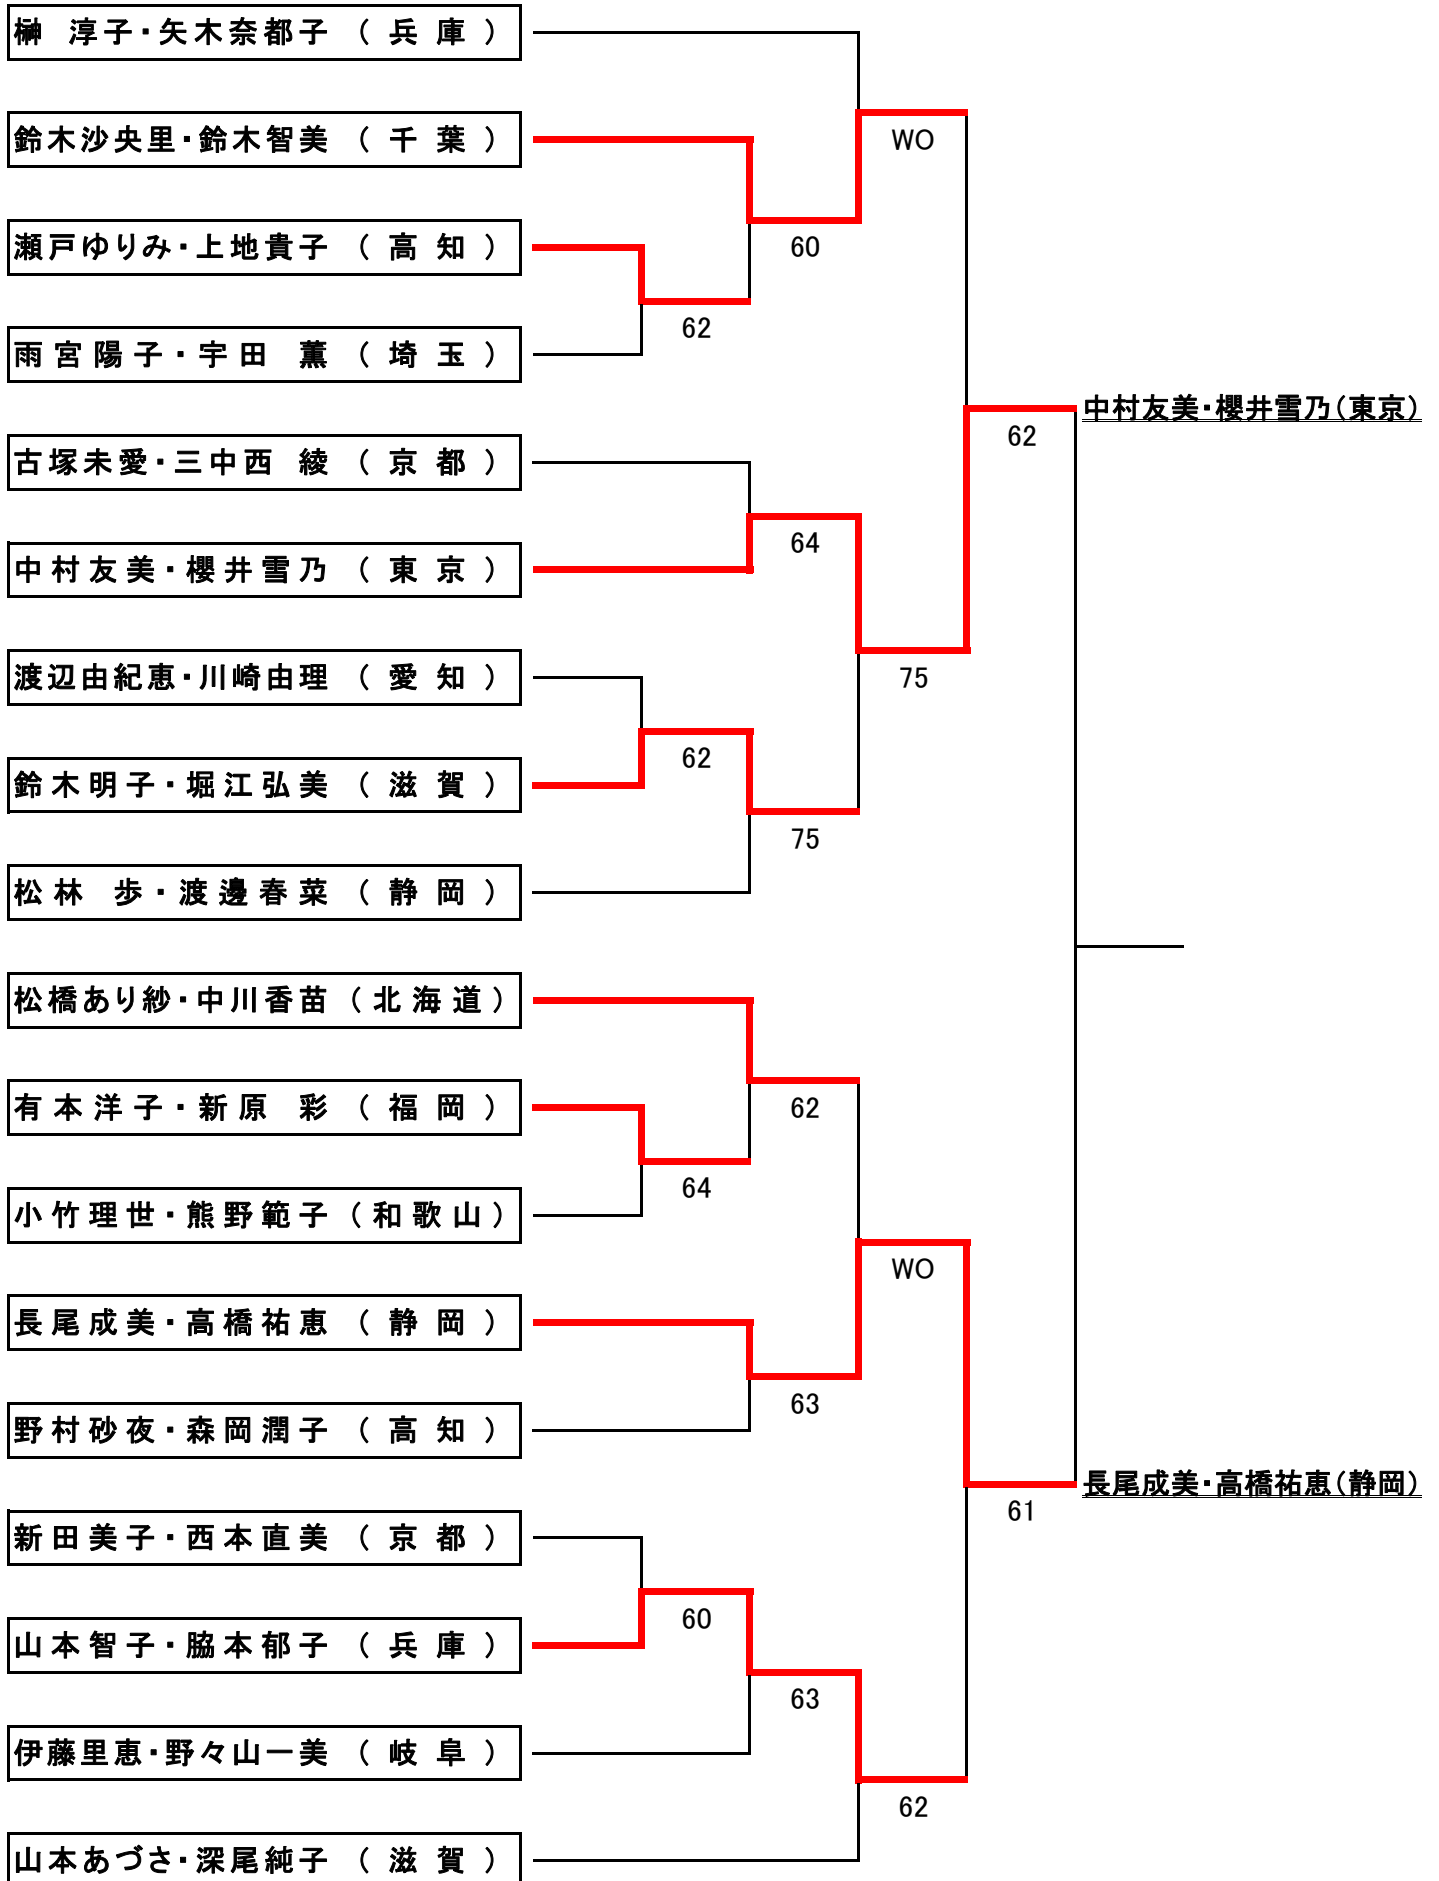 榊 淳子・矢木奈都子（兵庫）
WO
鈴木沙央里・鈴木智美（千葉）
60
瀬戸ゆりみ・上地貴子（高知）
62
雨宮陽子・宇田 薫（埼玉）
中村友美・櫻井雪乃(東京)
62
古塚未愛・三中西 綾（京都）
64
中村友美・櫻井雪乃（東京）
75
渡辺由紀恵・川崎由理（愛知）
62
鈴木明子・堀江弘美（滋賀）
75
松林 歩・渡邊春菜（静岡）
松橋あり紗・中川香苗（北海道）
62
有本洋子・新原 彩（福岡）
64
小竹理世・熊野範子（和歌山）
WO
長尾成美・高橋祐恵（静岡）
63
野村砂夜・森岡潤子（高知）
長尾成美・高橋祐恵(静岡)
61
新田美子・西本直美（京都）
60
山本智子・脇本郁子（兵庫）
63
伊藤里恵・野々山一美（岐阜）
62
山本あづさ・深尾純子（滋賀）